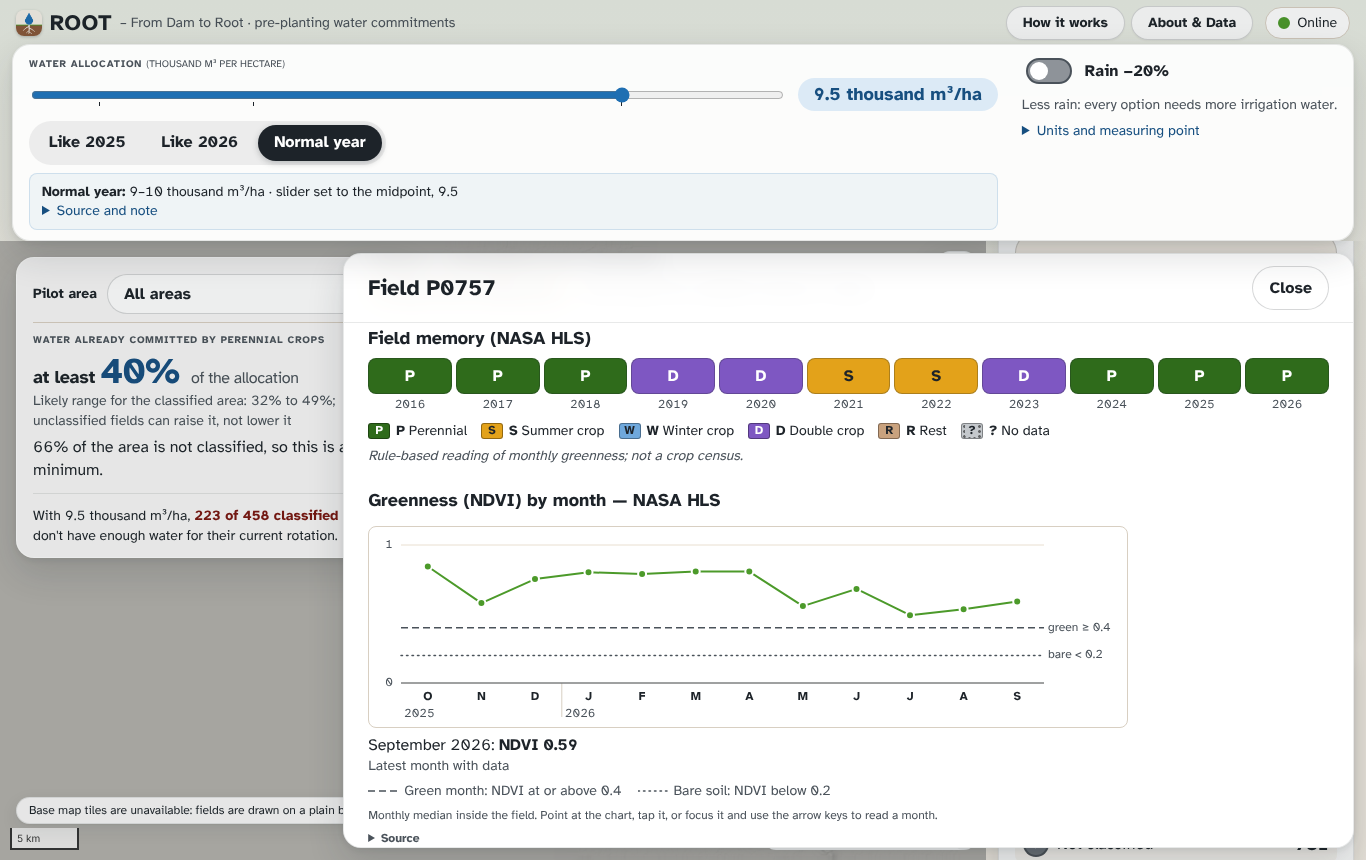 ROOT – From Dam to Root · pre-planting water commitments
How it works
About & Data
Online
WATER ALLOCATION (THOUSAND M³ PER HECTARE)
9.5 thousand m³/ha
Like 2025
Like 2026
Normal year
Normal year: 9–10 thousand m³/ha · slider set to the midpoint, 9.5
Source and note
Rain −20%
Less rain: every option needs more irrigation water.
Units and measuring point
Pilot area
All areas
WATER ALREADY COMMITTED BY PERENNIAL CROPS
at least 40% of the allocation
Likely range for the classified area: 32% to 49%;
unclassified fields can raise it, not lower it
66% of the area is not classified, so this is a
minimum.
With 9.5 thousand m³/ha, 223 of 458 classified
don't have enough water for their current rotation.
Base map tiles are unavailable: fields are drawn on a plain
5 km
Field P0757
Close
Field memory (NASA HLS)
P P P D D S S D P P P
2016 2017 2018 2019 2020 2021 2022 2023 2024 2025 2026
P P Perennial S S Summer crop W W Winter crop D D Double crop R R Rest ? ? No data
Rule-based reading of monthly greenness; not a crop census.
Greenness (NDVI) by month — NASA HLS
1
green ≥ 0.4
bare < 0.2
0
O N D J F M A M J J A S
2025 2026
September 2026: NDVI 0.59
Latest month with data
Green month: NDVI at or above 0.4 Bare soil: NDVI below 0.2
Monthly median inside the field. Point at the chart, tap it, or focus it and use the arrow keys to read a month.
Source